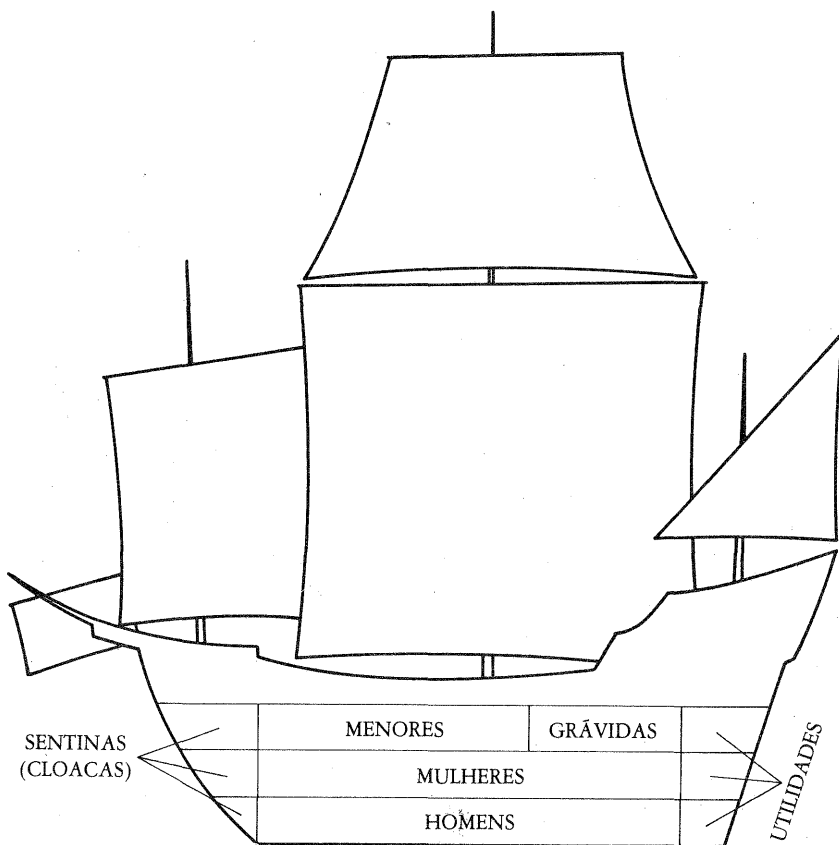 MENORES
GRÁVIDAS
SENTINAS
(CLOACAS)
MULHERES
HOMENS
UTILIDADES